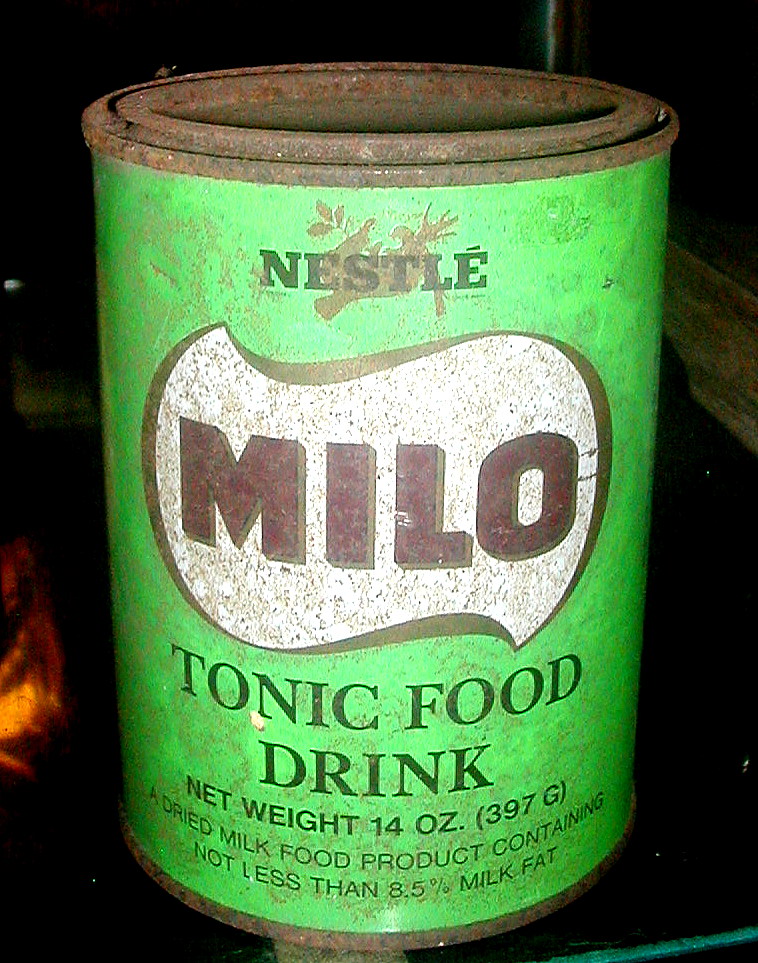 NESTLÉ
MILO
TONIC FOOD
DRINK
NET WEIGHT 14 OZ. (397 G)
A DRIED MILK FOOD PRODUCT CONTAINING
NOT LESS THAN 8.5% MILK FAT